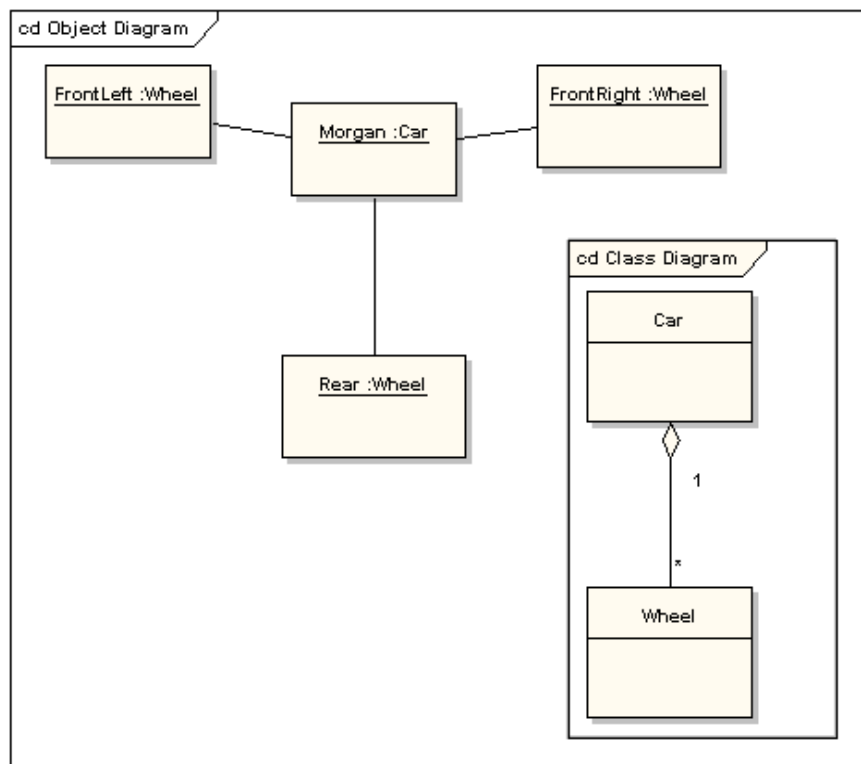 cd Object Diagram
FrontLeft :Wheel
Morgan :Car
FrontRight :Wheel
Rear :Wheel
cd Class Diagram
Car
1
*
Wheel